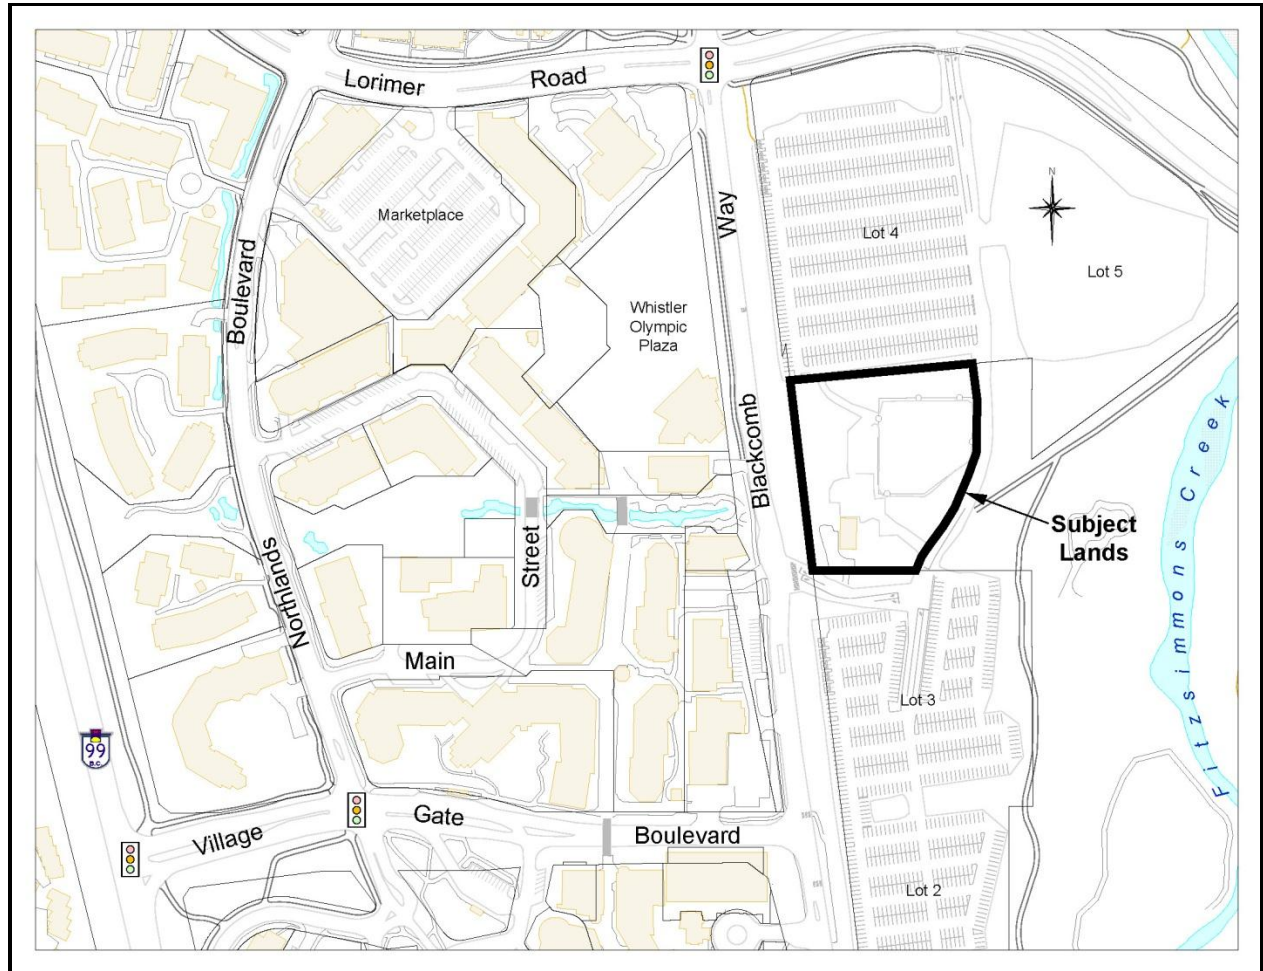 Lorimer Road
N
Way
Marketplace
Lot 4
Boulevard
Lot 5
Whistler
Olympic
Plaza
Blackcomb
Fitzsimmons Creek
Subject
Lands
Street
Northlands
Main
Lot 3
99
B.C.
Village Gate Boulevard
Lot 2